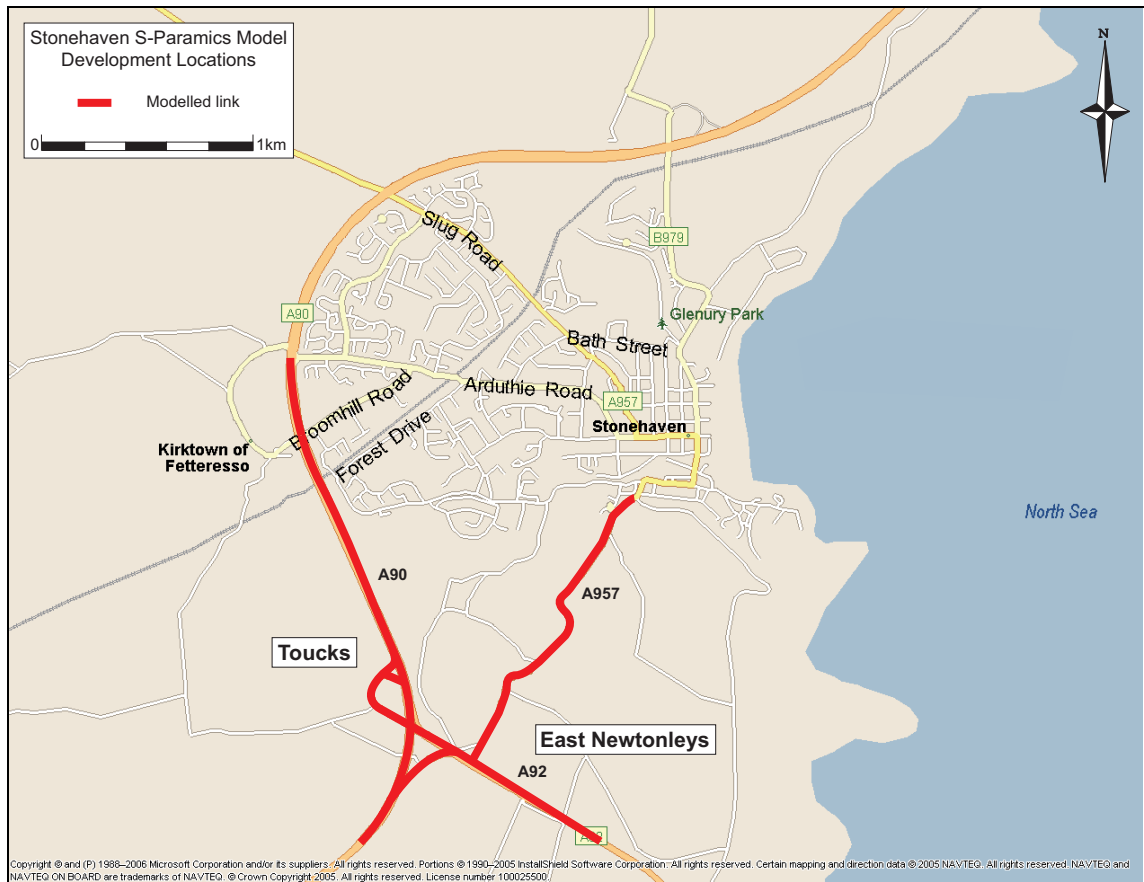 Stonehaven S-Paramics Model
Development Locations
Modelled link
0
1km
N
Slug Road
B979
A90
Glenury Park
Bath Street
Arduthie Road
A957
Broomhill Road
Stonehaven
Forest Drive
Kirktown of
Fetteresso
North Sea
A90
A957
Toucks
East Newtonleys
A92
Copyright © and (P) 1988–2006 Microsoft Corporation and/or its suppliers. All rights reserved. Portions © 1990–2005 InstallShield Software Corporation. All rights reserved. Certain mapping and direction data © 2005 NAVTEQ. All rights reserved. NAVTEQ and
NAVTEQ ON BOARD are trademarks of NAVTEQ. © Crown Copyright 2005. All rights reserved. License number 100025500.